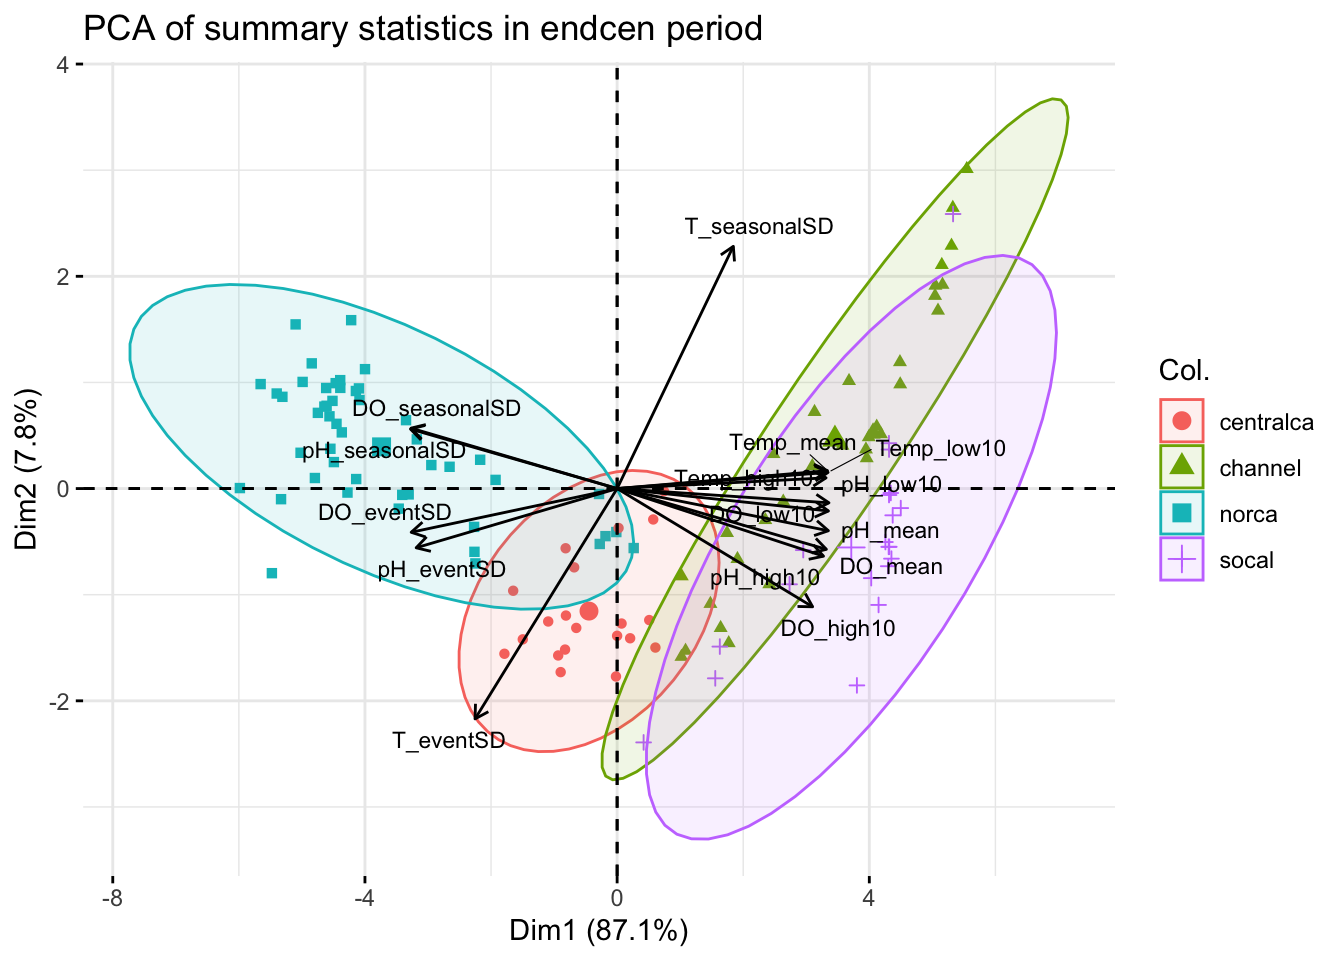 PCA of summary statistics in endcen period
4
2
0
-2
-8
-4
0
4
Dim2 (7.8%)
Dim1 (87.1%)
T_seasonalSD
DO_seasonalSD
pH_seasonalSD
Temp_mean
Temp_low10
Temp_high10
pH_low10
DO_eventSD
DO_low10
pH_mean
pH_eventSD
DO_mean
pH_high10
DO_high10
T_eventSD
Col.
centralca
channel
norca
socal